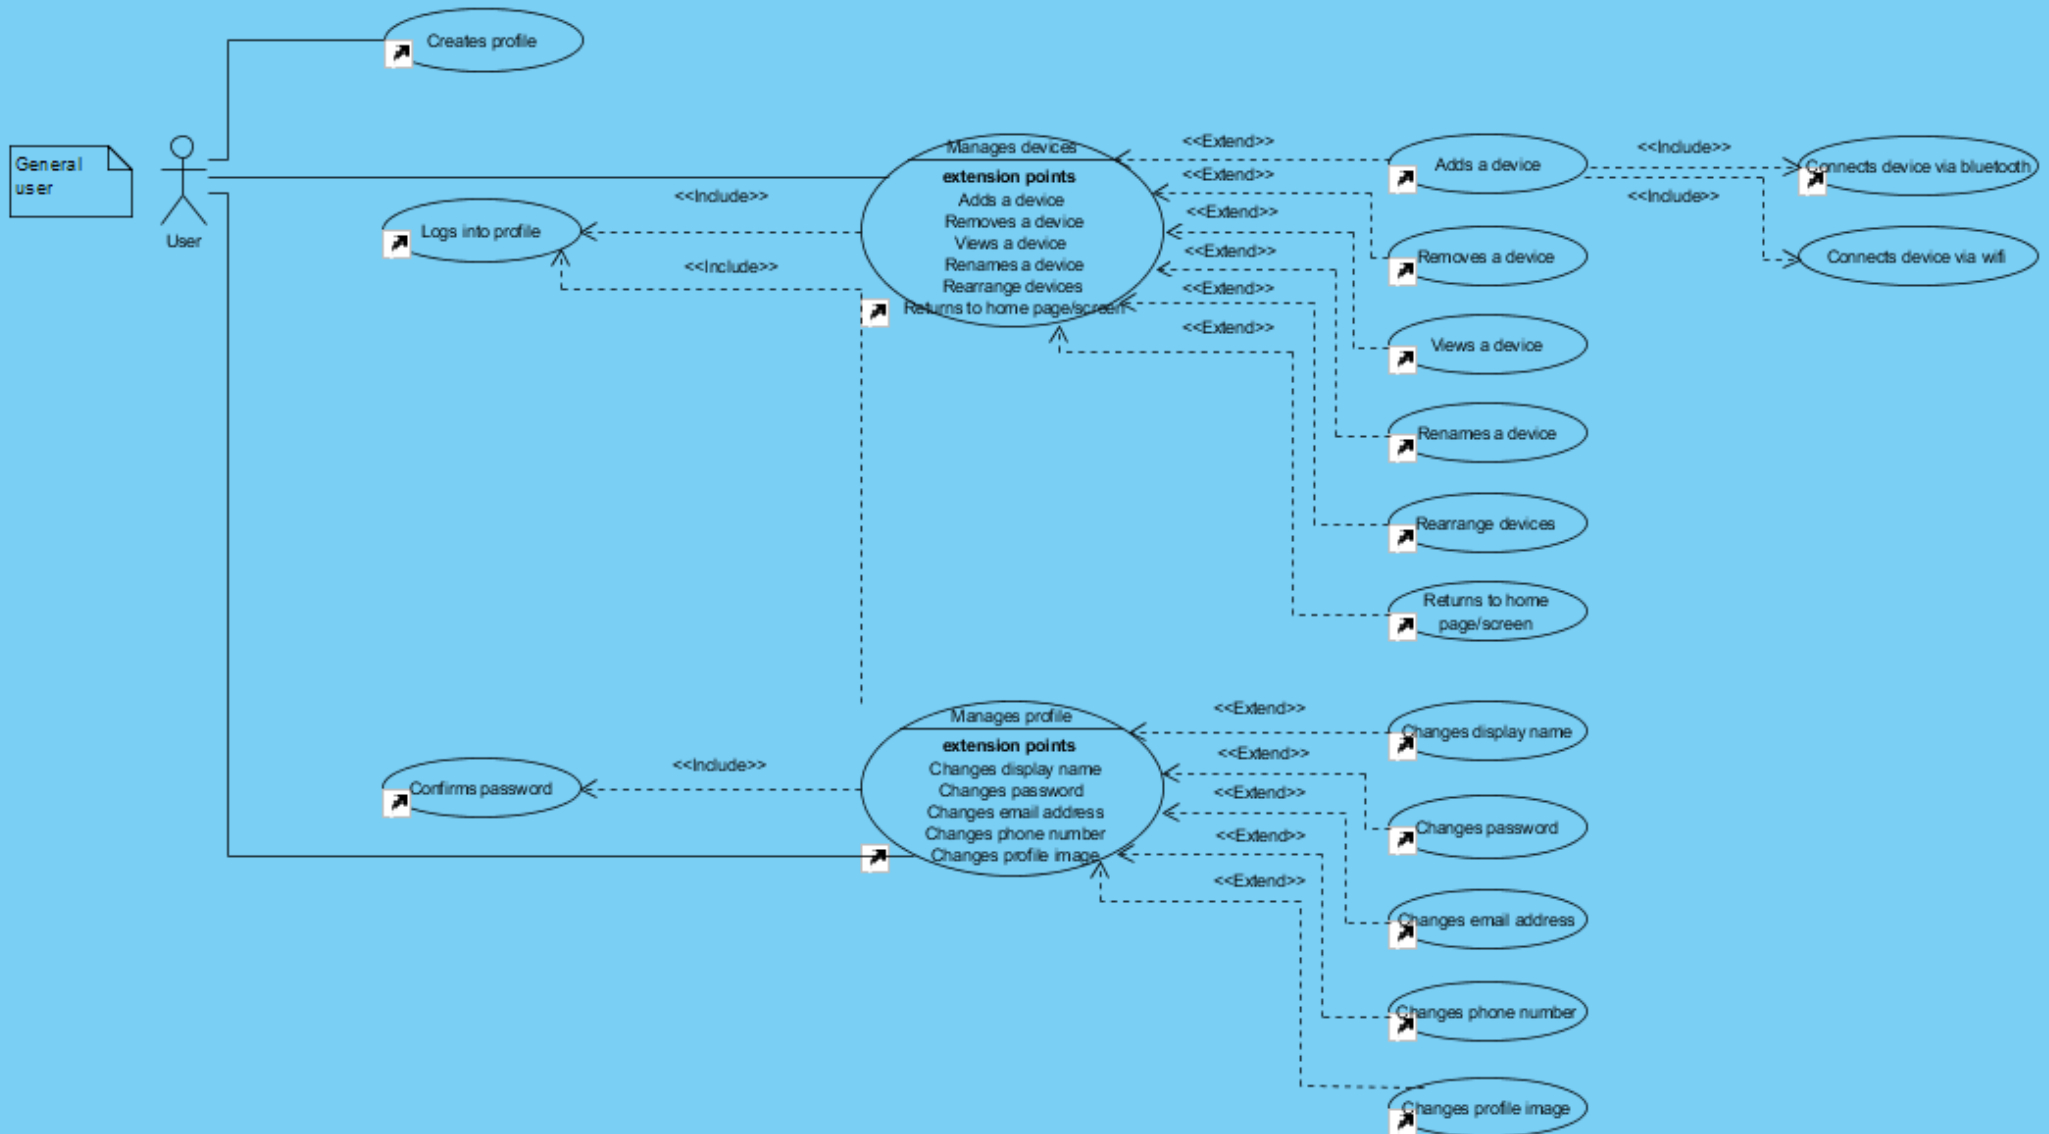 Creates profile
General
user
User
Logs into profile
<<Include>>
<<Include>>
Manages devices
extension points
Adds a device
Removes a device
Views a device
Renames a device
Rearrange devices
Returns to home page/screen
<<Extend>>
<<Extend>>
<<Extend>>
<<Extend>>
<<Extend>>
<<Extend>>
Adds a device
<<Include>>
<<Include>>
Connects device via bluetooth
Connects device via wifi
Removes a device
Views a device
Renames a device
Rearrange devices
Returns to home
page/screen
Confirms password
<<Include>>
Manages profile
extension points
Changes display name
Changes password
Changes email address
Changes phone number
Changes profile image
<<Extend>>
<<Extend>>
<<Extend>>
<<Extend>>
<<Extend>>
Changes display name
Changes password
Changes email address
Changes phone number
Changes profile image